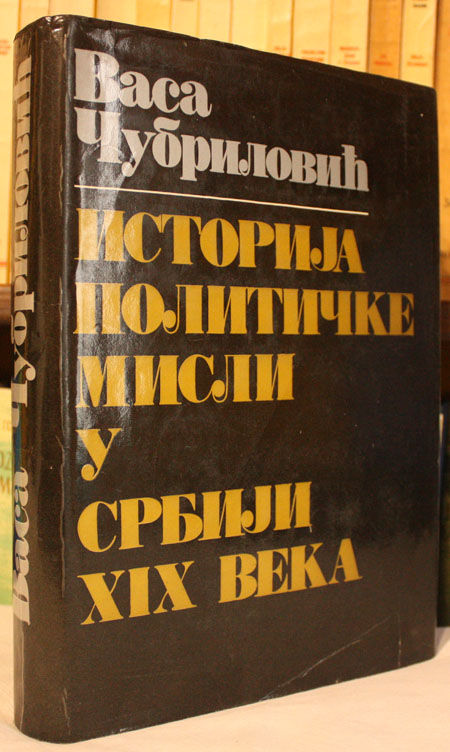 Васа
Чубриловић
ИСТОРИЈА
ПОЛИТИЧКЕ
МИСЛИ
У
СРБИЈИ
XIX ВЕКА
Васа Чубриловић